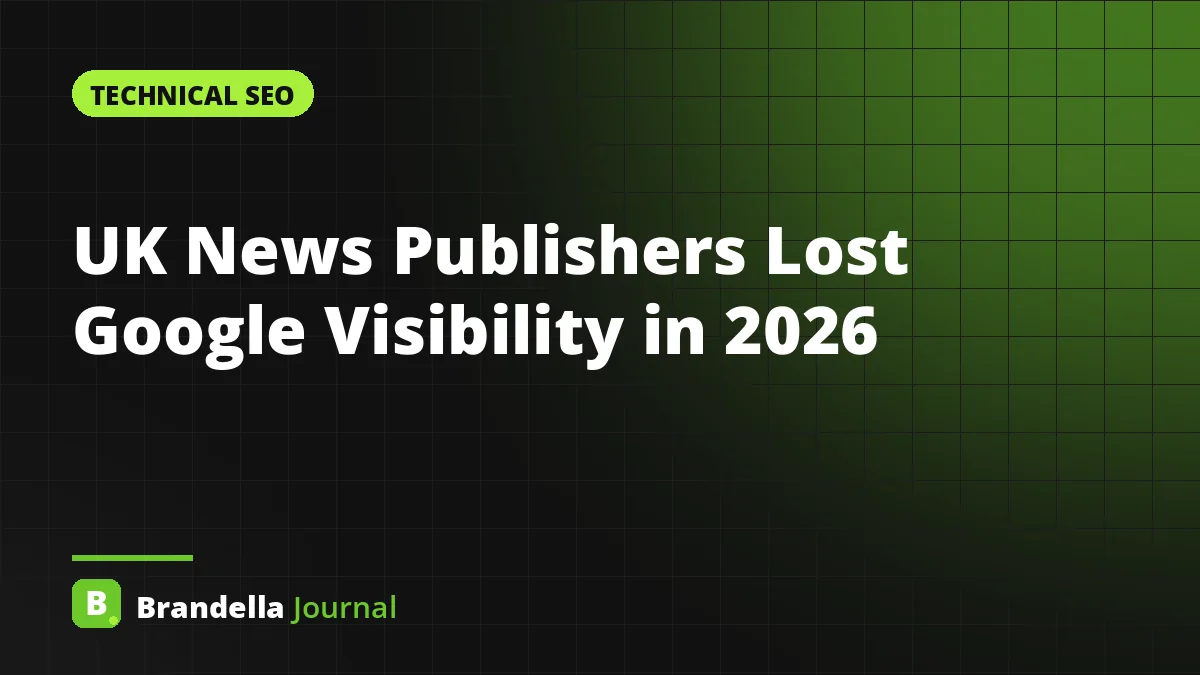 TECHNICAL SEO
UK News Publishers Lost
Google Visibility in 2026
B
Brandella Journal